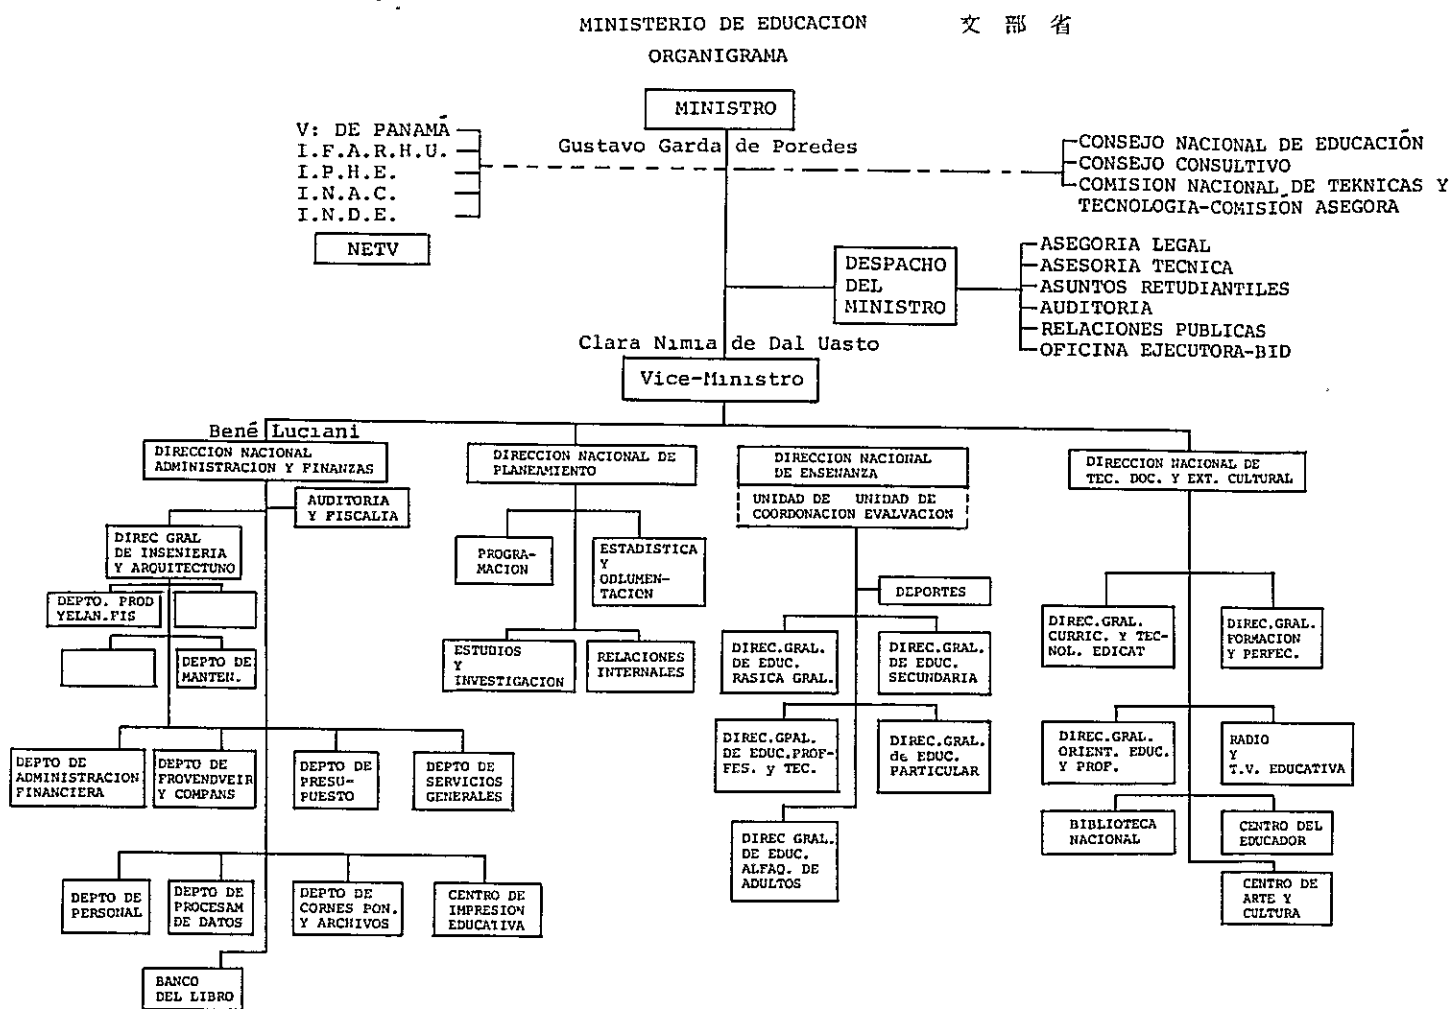 MINISTERIO DE EDUCACION 文部省
ORGANIGRAMA
MINISTRO
Gustavo Garda de Poredes
V: DE PANAMÁ
I.F.A.R.H.U.
I.P.H.E.
I.N.A.C.
I.N.D.E.
NETV
CONSEJO NACIONAL DE EDUCACIÓN
CONSEJO CONSULTIVO
COMISION NACIONAL DE TEKNICAS Y
TECNOLOGIA-COMISIÓN ASEGORA
DESPACHO
DEL
MINISTRO
ASEGORIA LEGAL
ASESORIA TECNICA
ASUNTOS RETUDIANTILES
AUDITORIA
RELACIONES PUBLICAS
OFICINA EJECUTORA-BID
Clara Nimia de Dal Uasto
Vice-Ministro
Bené Luciani
DIRECCION NACIONAL
ADMINISTRACION Y FINANZAS
AUDITORIA
Y FISCALIA
DIREC GRAL
DE INSENIERIA
Y ARQUITECTUNO
DEPTO. PROD
YELAN.FIS
DEPTO DE
MANTEN.
DEPTO DE
ADMINISTRACION
FINANCIERA
DEPTO DE
FROVENDVEIR
Y COMPANS
DEPTO DE
PRESU-
PUESTO
DEPTO DE
SERVICIOS
GENERALES
DEPTO DE
PERSONAL
DEPTO DE
PROCESAM
DE DATOS
DEPTO DE
CORNES PON.
Y ARCHIVOS
CENTRO DE
IMPRESION
EDUCATIVA
BANCO
DEL LIBRO
DIRECCION NACIONAL DE
PLANEAMIENTO
PROGRA-
MACION
ESTADISTICA
Y
ODLUMEN-
TACION
ESTUDIOS
Y
INVESTIGACION
RELACIONES
INTERNALES
DIRECCION NACIONAL
DE ENSENANZA
UNIDAD DE UNIDAD DE
COORDONACION EVALVACION
DEPORTES
DIREC.GRAL.
DE EDUC.
RASICA GRAL.
DIREC.GRAL.
DE EDUC.
SECUNDARIA
DIREC.GPAL.
DE EDUC.PROF-
FES. y TEC.
DIREC.GRAL.
de EDUC.
PARTICULAR
DIREC GRAL.
DE EDUC.
ALFAQ. DE
ADULTOS
DIRECCION NACIONAL DE
TEC. DOC. Y EXT. CULTURAL
DIREC.GRAL.
CURRIC. Y TEC-
NOL. EDICAT
DIREC.GRAL.
FORMACION
Y PERFEC.
DIREC.GRAL.
ORIENT. EDUC.
Y PROF.
RADIO
Y
T.V. EDUCATIVA
BIBLIOTECA
NACIONAL
CENTRO DEL
EDUCADOR
CENTRO DE
ARTE Y
CULTURA